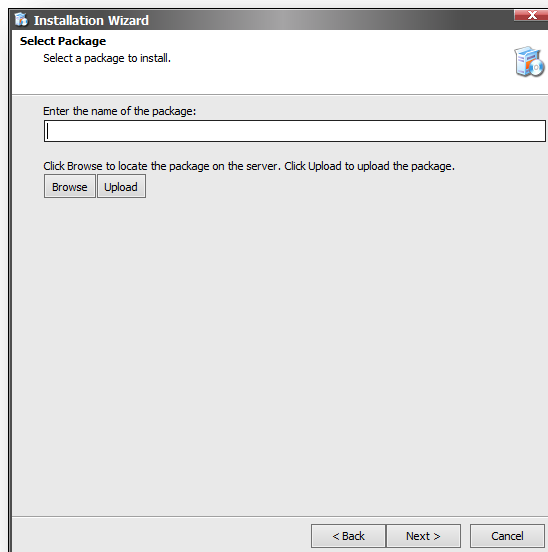 Installation Wizard
Select Package
Select a package to install.
Enter the name of the package:
Click Browse to locate the package on the server. Click Upload to upload the package.
Browse Upload
< Back Next > Cancel